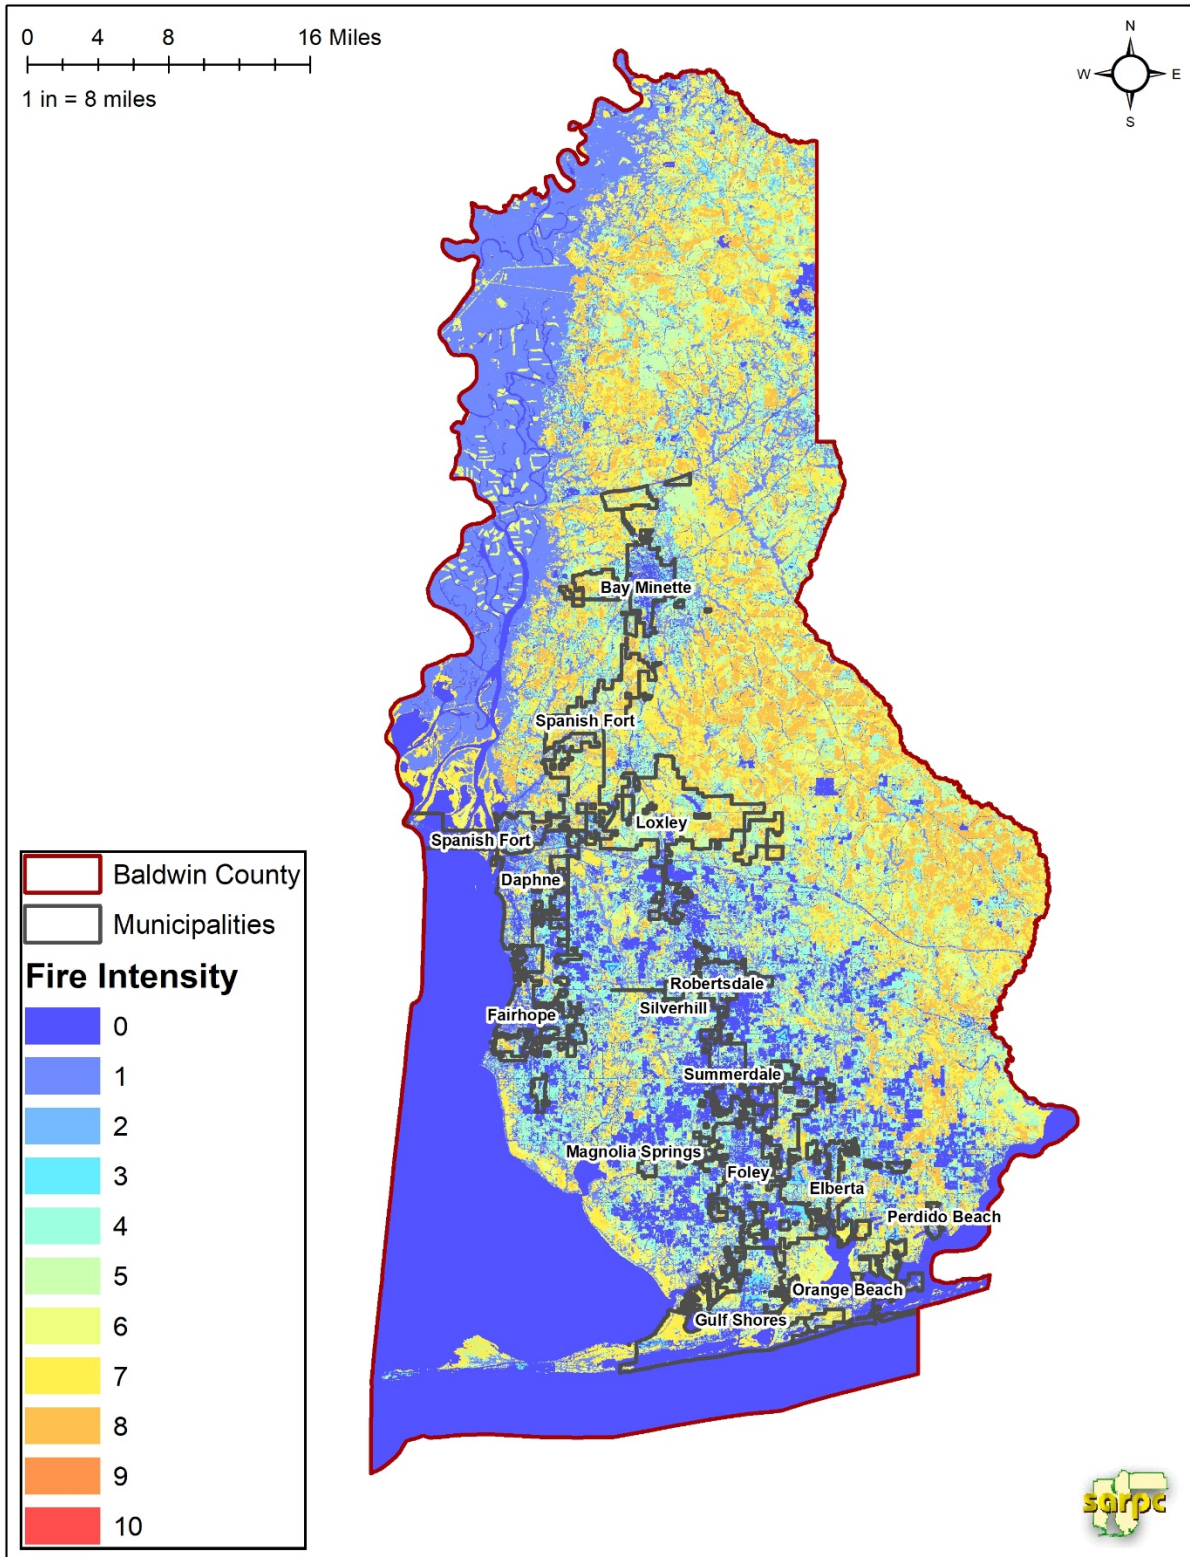 0 4 8 16 Miles
1 in = 8 miles
N
W E
S
Bay Minette
Spanish Fort
Loxley
Spanish Fort
Daphne
Robertsdale
Silverhill
Fairhope
Summerdale
Magnolia Springs
Foley
Elberta
Perdido Beach
Orange Beach
Gulf Shores
Baldwin County
Municipalities
Fire Intensity
0
1
2
3
4
5
6
7
8
9
10
sarpc